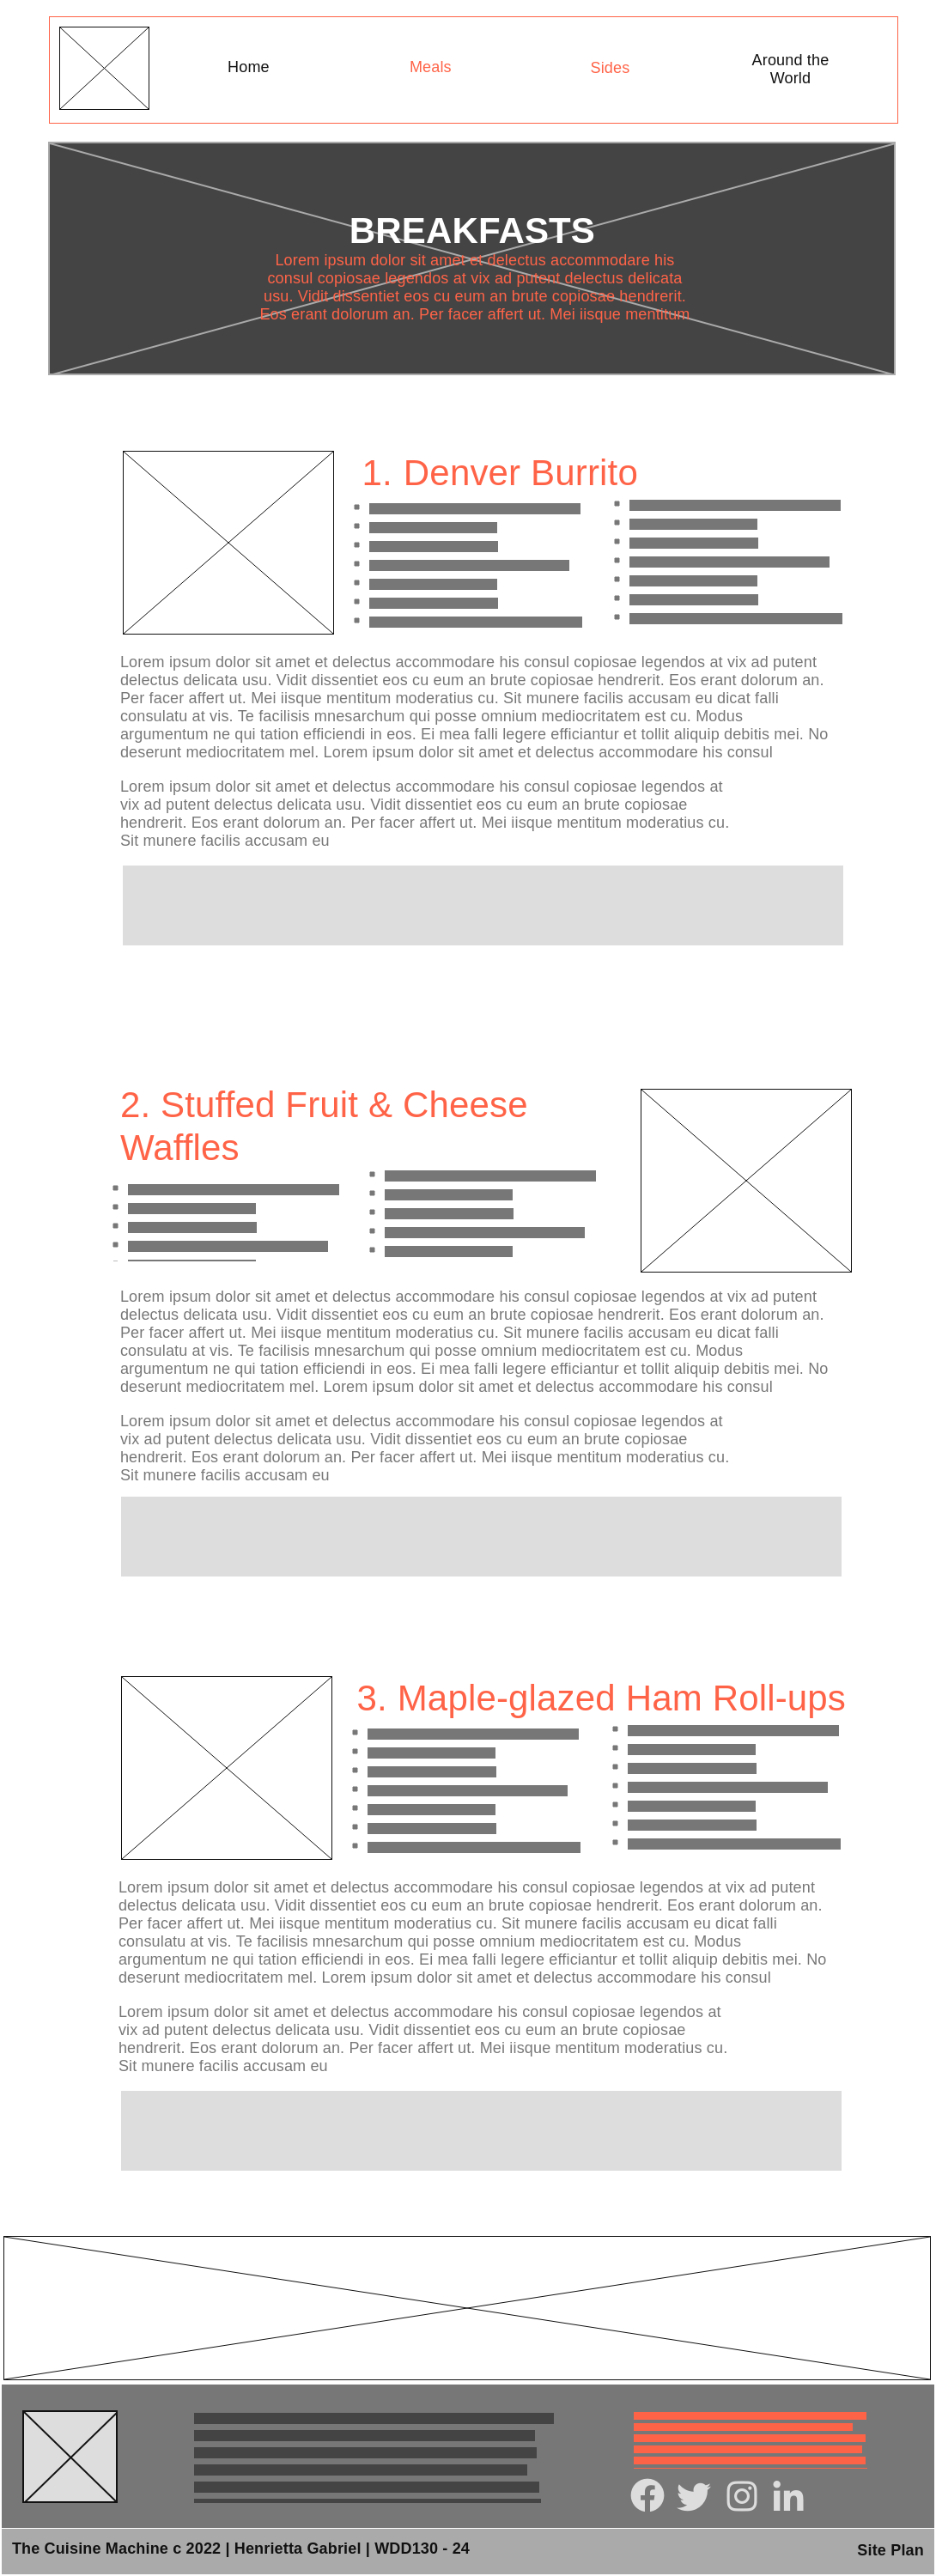 Home
Meals
Sides
Around the
World
BREAKFASTS
Lorem ipsum dolor sit amet et delectus accommodare his
consul copiosae legendos at vix ad putent delectus delicata
usu. Vidit dissentiet eos cu eum an brute copiosae hendrerit.
Eos erant dolorum an. Per facer affert ut. Mei iisque mentitum
1. Denver Burrito
Lorem ipsum dolor sit amet et delectus accommodare his consul copiosae legendos at vix ad putent
delectus delicata usu. Vidit dissentiet eos cu eum an brute copiosae hendrerit. Eos erant dolorum an.
Per facer affert ut. Mei iisque mentitum moderatius cu. Sit munere facilis accusam eu dicat falli
consulatu at vis. Te facilisis mnesarchum qui posse omnium mediocritatem est cu. Modus
argumentum ne qui tation efficiendi in eos. Ei mea falli legere efficiantur et tollit aliquip debitis mei. No
deserunt mediocritatem mel. Lorem ipsum dolor sit amet et delectus accommodare his consul
Lorem ipsum dolor sit amet et delectus accommodare his consul copiosae legendos at
vix ad putent delectus delicata usu. Vidit dissentiet eos cu eum an brute copiosae
hendrerit. Eos erant dolorum an. Per facer affert ut. Mei iisque mentitum moderatius cu.
Sit munere facilis accusam eu
2. Stuffed Fruit & Cheese
Waffles
Lorem ipsum dolor sit amet et delectus accommodare his consul copiosae legendos at vix ad putent
delectus delicata usu. Vidit dissentiet eos cu eum an brute copiosae hendrerit. Eos erant dolorum an.
Per facer affert ut. Mei iisque mentitum moderatius cu. Sit munere facilis accusam eu dicat falli
consulatu at vis. Te facilisis mnesarchum qui posse omnium mediocritatem est cu. Modus
argumentum ne qui tation efficiendi in eos. Ei mea falli legere efficiantur et tollit aliquip debitis mei. No
deserunt mediocritatem mel. Lorem ipsum dolor sit amet et delectus accommodare his consul
Lorem ipsum dolor sit amet et delectus accommodare his consul copiosae legendos at
vix ad putent delectus delicata usu. Vidit dissentiet eos cu eum an brute copiosae
hendrerit. Eos erant dolorum an. Per facer affert ut. Mei iisque mentitum moderatius cu.
Sit munere facilis accusam eu
3. Maple-glazed Ham Roll-ups
Lorem ipsum dolor sit amet et delectus accommodare his consul copiosae legendos at vix ad putent
delectus delicata usu. Vidit dissentiet eos cu eum an brute copiosae hendrerit. Eos erant dolorum an.
Per facer affert ut. Mei iisque mentitum moderatius cu. Sit munere facilis accusam eu dicat falli
consulatu at vis. Te facilisis mnesarchum qui posse omnium mediocritatem est cu. Modus
argumentum ne qui tation efficiendi in eos. Ei mea falli legere efficiantur et tollit aliquip debitis mei. No
deserunt mediocritatem mel. Lorem ipsum dolor sit amet et delectus accommodare his consul
Lorem ipsum dolor sit amet et delectus accommodare his consul copiosae legendos at
vix ad putent delectus delicata usu. Vidit dissentiet eos cu eum an brute copiosae
hendrerit. Eos erant dolorum an. Per facer affert ut. Mei iisque mentitum moderatius cu.
Sit munere facilis accusam eu
The Cuisine Machine c 2022 | Henrietta Gabriel | WDD130 - 24
Site Plan